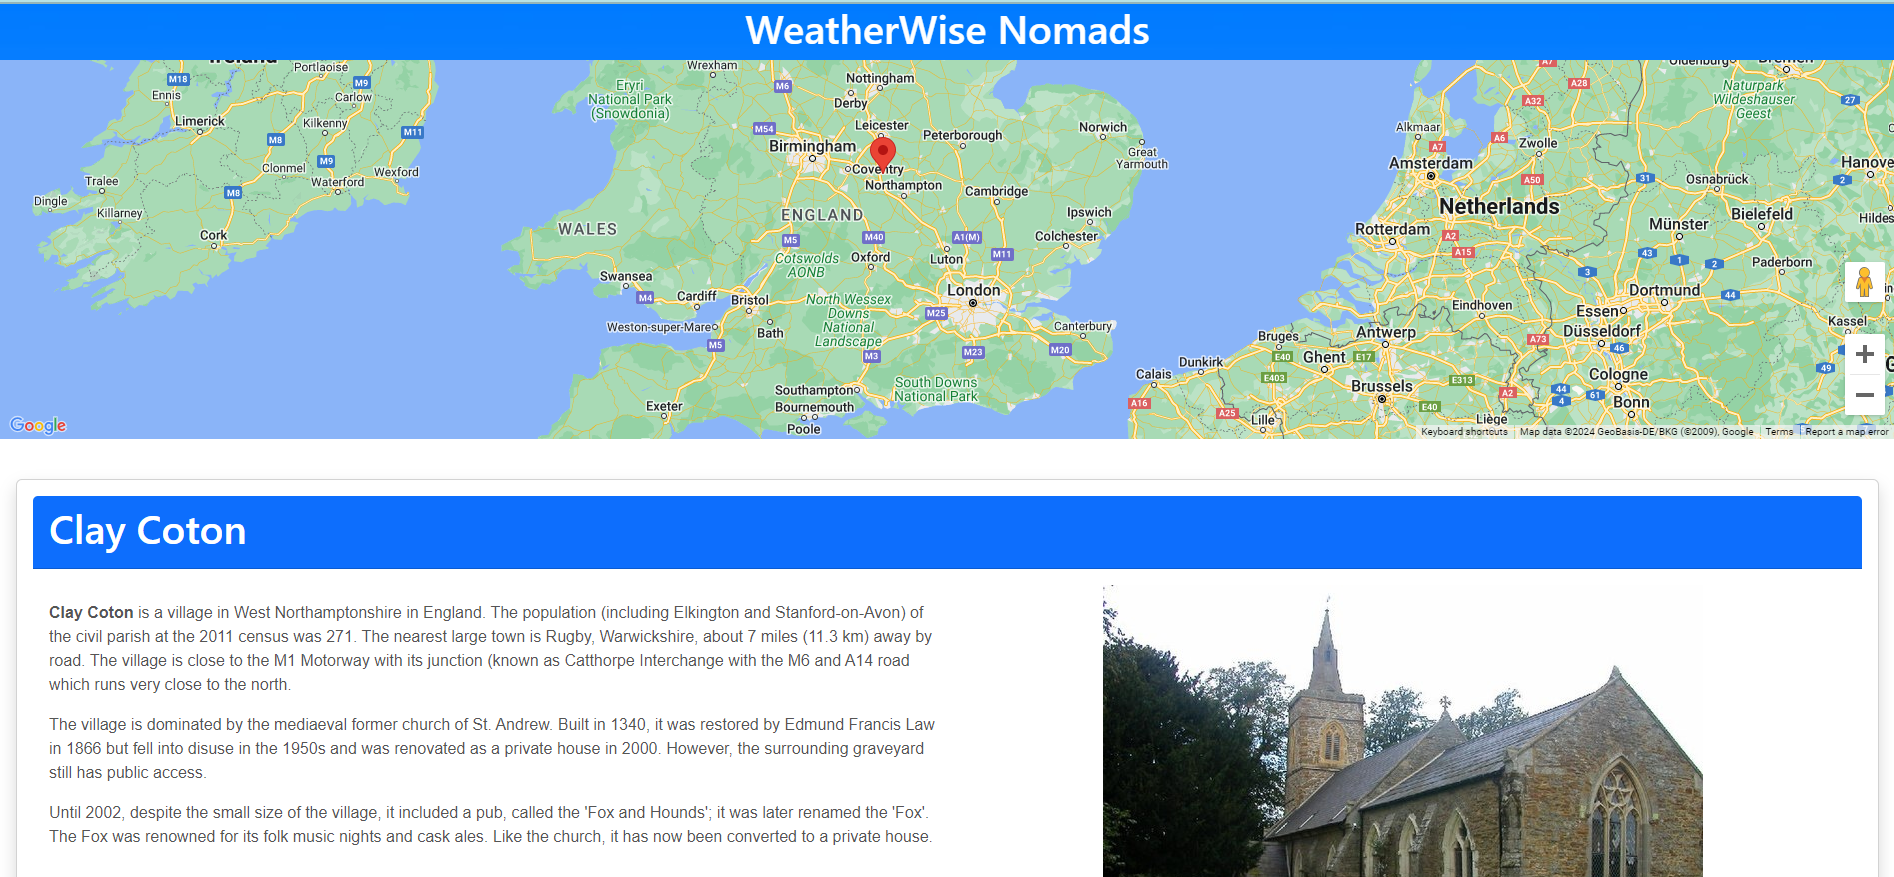 WeatherWise Nomads
Ireland
Portlaoise
Wrexham
Nottingham
A7
Oldenburg
Bremen
M18
M9
Eryri
National Park
(Snowdonia)
M6
Derby
A28
Naturpark
Wildeshauser
Geest
27
Ennis
Carlow
A32
Limerick
Kilkenny
M11
M8
M54
Leicester
Peterborough
Norwich
Alkmaar
A6
A7
Zwolle
Birmingham
Great
Yarmouth
Amsterdam
Hanove
Clonmel
M9
Wexford
Coventry
Tralee
Waterford
Northampton
Cambridge
A50
31
Osnabrück
2
Dingle
M8
Killarney
Netherlands
Ipswich
ENGLAND
Bielefeld
Hildes
WALES
Münster
Cork
M5
M40
A1(M)
Colchester
Rotterdam
A2
A15
Cotswolds
AONB
Oxford
Luton
M11
43
1
2
Paderborn
Swansea
3
London
Dortmund
44
M4
Cardiff
Bristol
North Wessex
Downs
National
Landscape
M25
Eindhoven
Essen
Weston-super-Mare
Bath
Canterbury
Bruges
Antwerp
Düsseldorf
Kassel
M5
M3
M23
M20
E40
Ghent
E17
A73
46
Dunkirk
49
G
Calais
E403
Brussels
E313
Cologne
Southampton
South Downs
National Park
A2
44
4
61
Bonn
Exeter
Bournemouth
A16
A25
E40
Poole
Lille
Liège
Google
Keyboard shortcuts
Map data ©2024 GeoBasis-DE/BKG (©2009), Google
Terms
Report a map error
Clay Coton
Clay Coton is a village in West Northamptonshire in England. The population (including Elkington and Stanford-on-Avon) of
the civil parish at the 2011 census was 271. The nearest large town is Rugby, Warwickshire, about 7 miles (11.3 km) away by
road. The village is close to the M1 Motorway with its junction (known as Catthorpe Interchange with the M6 and A14 road
which runs very close to the north.
The village is dominated by the mediaeval former church of St. Andrew. Built in 1340, it was restored by Edmund Francis Law
in 1866 but fell into disuse in the 1950s and was renovated as a private house in 2000. However, the surrounding graveyard
still has public access.
Until 2002, despite the small size of the village, it included a pub, called the 'Fox and Hounds'; it was later renamed the 'Fox'.
The Fox was renowned for its folk music nights and cask ales. Like the church, it has now been converted to a private house.